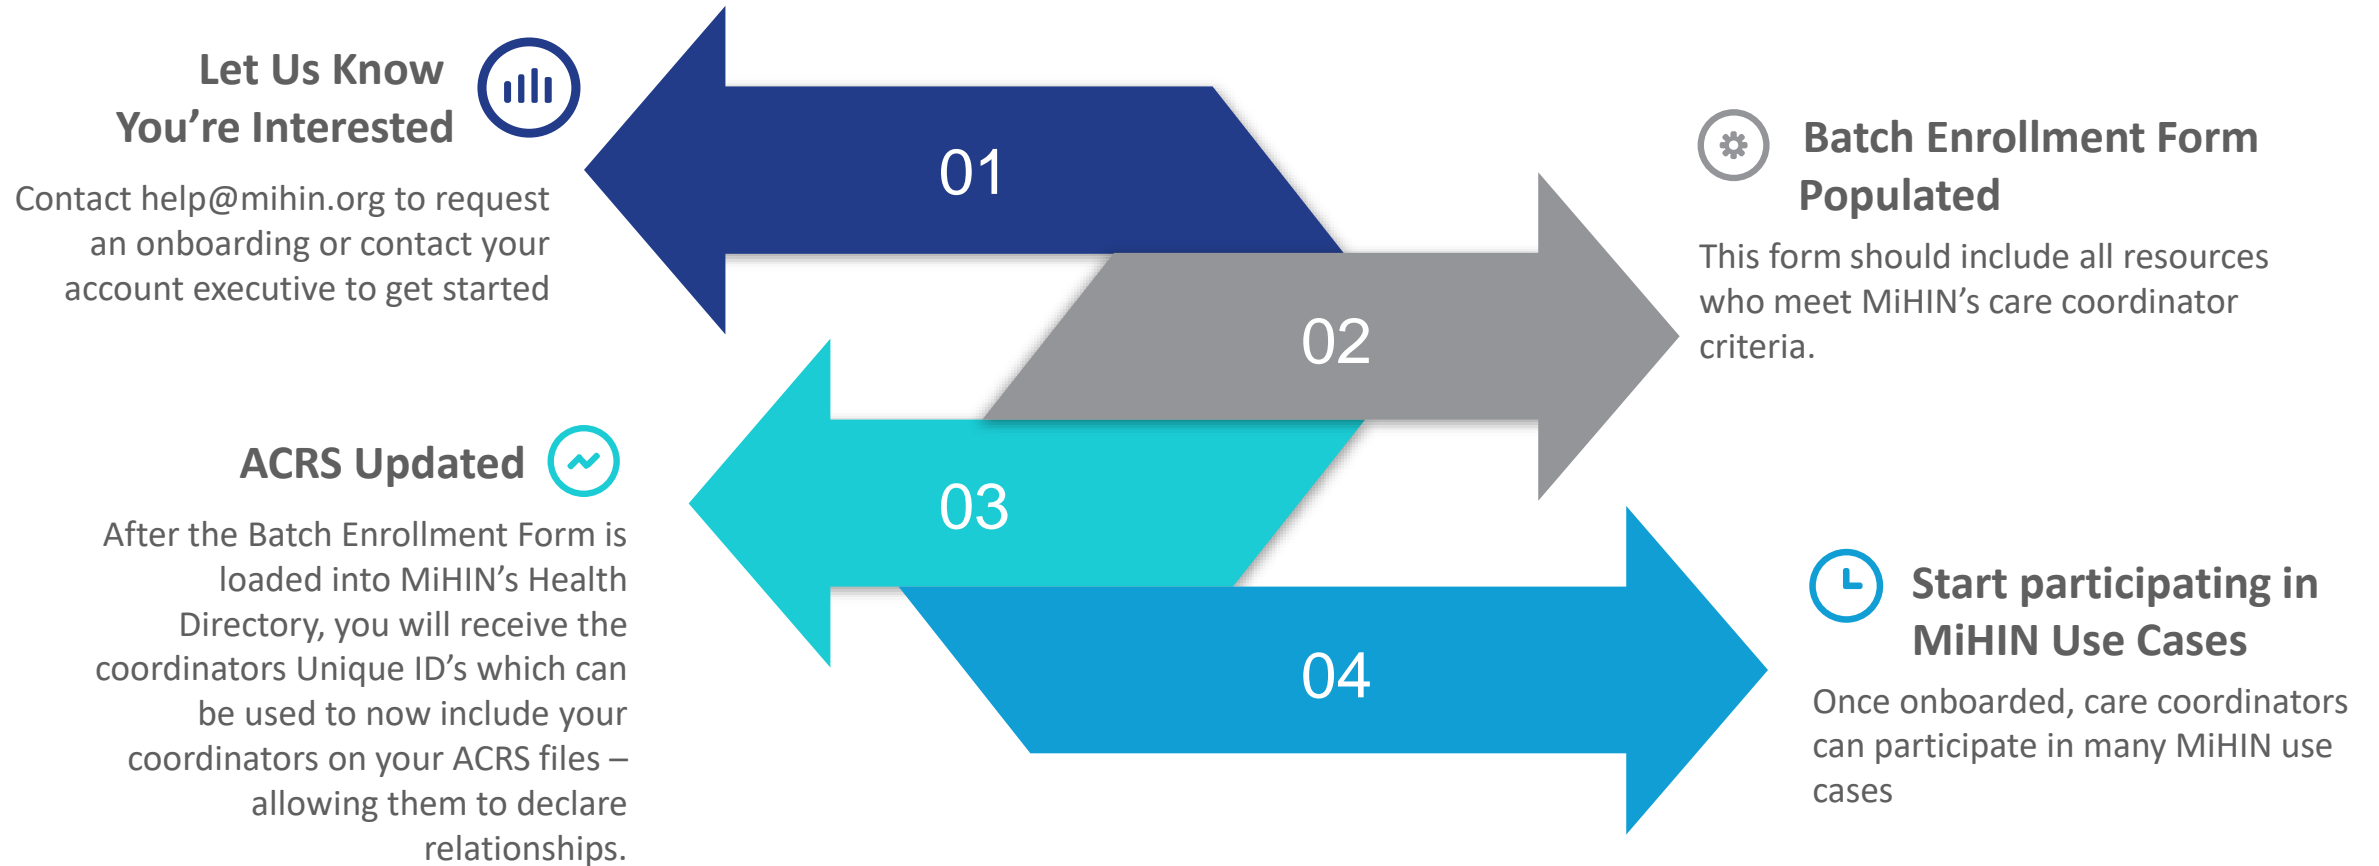 Let Us Know
You’re Interested
Contact help@mihin.org to request
an onboarding or contact your
account executive to get started
01
Batch Enrollment Form
Populated
This form should include all resources
who meet MiHIN’s care coordinator
criteria.
02
ACRS Updated
After the Batch Enrollment Form is
loaded into MiHIN’s Health
Directory, you will receive the
coordinators Unique ID’s which can
be used to now include your
coordinators on your ACRS files –
allowing them to declare
relationships.
03
Start participating in
MiHIN Use Cases
Once onboarded, care coordinators
can participate in many MiHIN use
cases
04